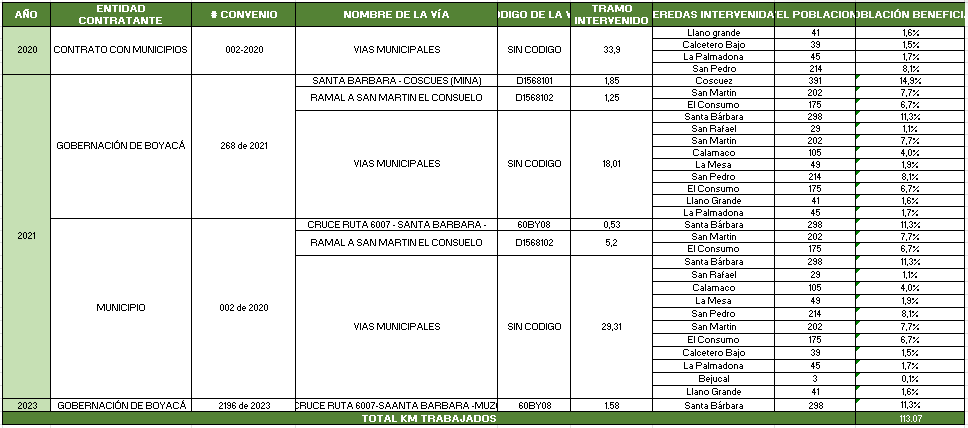 AÑO ENTIDAD CONTRATANTE # CONVENIO NOMBRE DE LA VÍA ODIGO DE LA V TRAMO INTERVENIDO EREDAS INTERVENIDA EL POBLACION OBLACIÓN BENEFICI
2020 CONTRATO CON MUNICIPIOS 002-2020 VIAS MUNICIPALES SIN CODIGO 33,9 Llano grande 41 1,6%
Calcetero Bajo 39 1,5%
La Palmadona 45 1,7%
San Pedro 214 8,1%
2021 GOBERNACIÓN DE BOYACÁ 268 de 2021 SANTA BARBARA - COSCUES (MINA) D1568101 1,85 Coscuez 391 14,9%
RAMAL A SAN MARTIN EL CONSUELO D1568102 1,25 San Martin 202 7,7%
El Consumo 175 6,7%
VIAS MUNICIPALES SIN CODIGO 18,01 Santa Bárbara 298 11,3%
San Rafael 29 1,1%
San Martin 202 7,7%
Calamaco 105 4,0%
La Mesa 49 1,9%
San Pedro 214 8,1%
El Consumo 175 6,7%
Llano Grande 41 1,6%
La Palmadona 45 1,7%
MUNICIPIO 002 de 2020 CRUCE RUTA 6007 - SANTA BARBARA - 60BY08 0,53 Santa Bárbara 298 11,3%
RAMAL A SAN MARTIN EL CONSUELO D1568102 5,2 San Martin 202 7,7%
El Consumo 175 6,7%
VIAS MUNICIPALES SIN CODIGO 29,31 Santa Bárbara 298 11,3%
San Rafael 29 1,1%
Calamaco 105 4,0%
La Mesa 49 1,9%
San Pedro 214 8,1%
San Martin 202 7,7%
El Consumo 175 6,7%
Calcetero Bajo 39 1,5%
La Palmadona 45 1,7%
Bejucal 3 0,1%
Llano Grande 41 1,6%
2023 GOBERNACIÓN DE BOYACÁ 2196 de 2023 CRUCE RUTA 6007-SAANTA BARBARA -MUZO 60BY08 1.58 Santa Bárbara 298 11,3%
TOTAL KM TRABAJADOS 113.07